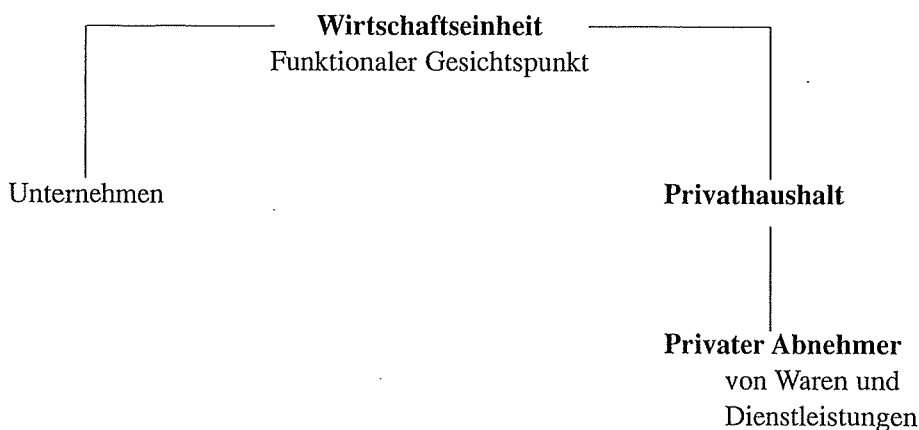 Wirtschaftseinheit
Funktionaler Gesichtspunkt
Unternehmen
Privathaushalt
Privater Abnehmer
von Waren und
Dienstleistungen